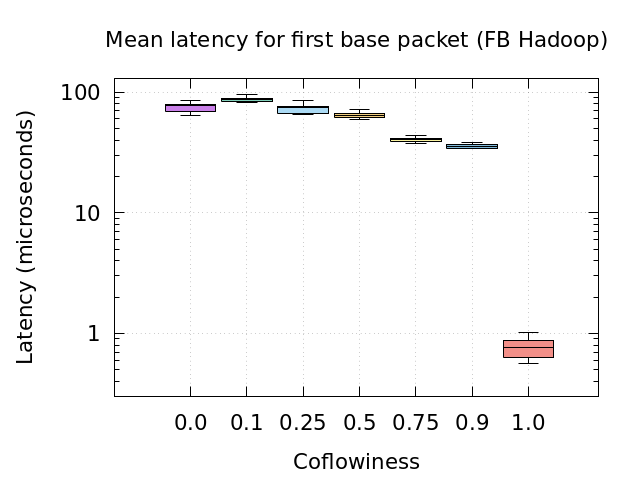 Mean latency for first base packet (FB Hadoop)
100
10
1
Latency (microseconds)
0.0 0.1 0.25 0.5 0.75 0.9 1.0
Coflowiness